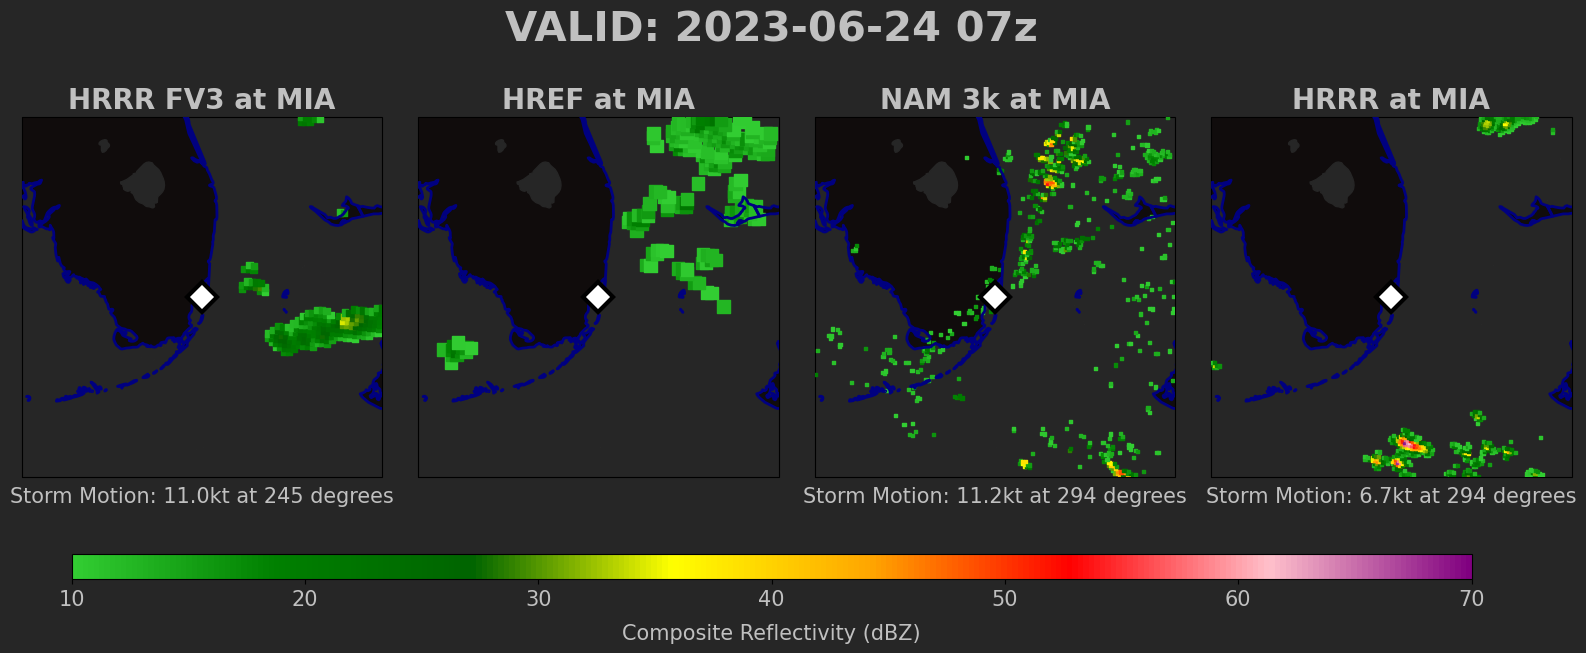 VALID: 2023-06-24 07z
HRRR FV3 at MIA
HREF at MIA
NAM 3k at MIA
HRRR at MIA
Storm Motion: 11.0kt at 245 degrees
Storm Motion: 11.2kt at 294 degrees
Storm Motion: 6.7kt at 294 degrees
10 20 30 40 50 60 70
Composite Reflectivity (dBZ)